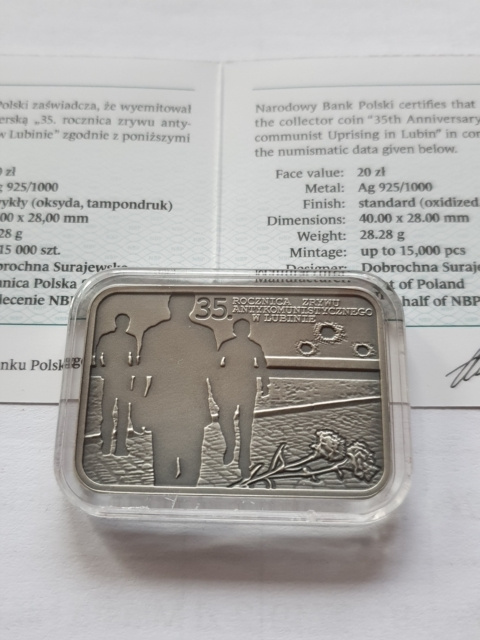 Polski zaświadcza, że wyemitował
erską „35. rocznica zrywu anty-
w Lubinie" zgodnie z poniższymi
zł
g 925/1000
ykły (oksyda, tampondruk)
00 x 28,00 mm
28 g
15 000 szt.
obrochna Surajewska
nica Polska
lecenie NBP
nku Polskiego
Narodowy Bank Polski certifies that
the collector coin "35th Anniversary
communist Uprising in Lubin" in con
the numismatic data given below.
Face value: 20 zł
Metal: Ag 925/1000
Finish: standard (oxidized
Dimensions: 40.00 x 28.00 mm
Weight: 28.28 g
Mintage: up to 15,000 pcs
Designer: Dobrochna Suraje
Manufacturer: t of Poland
half of NBP
35. ROCZNICA ZRYWU
ANTYKOMUNISTYCZNEGO
W LUBINIE